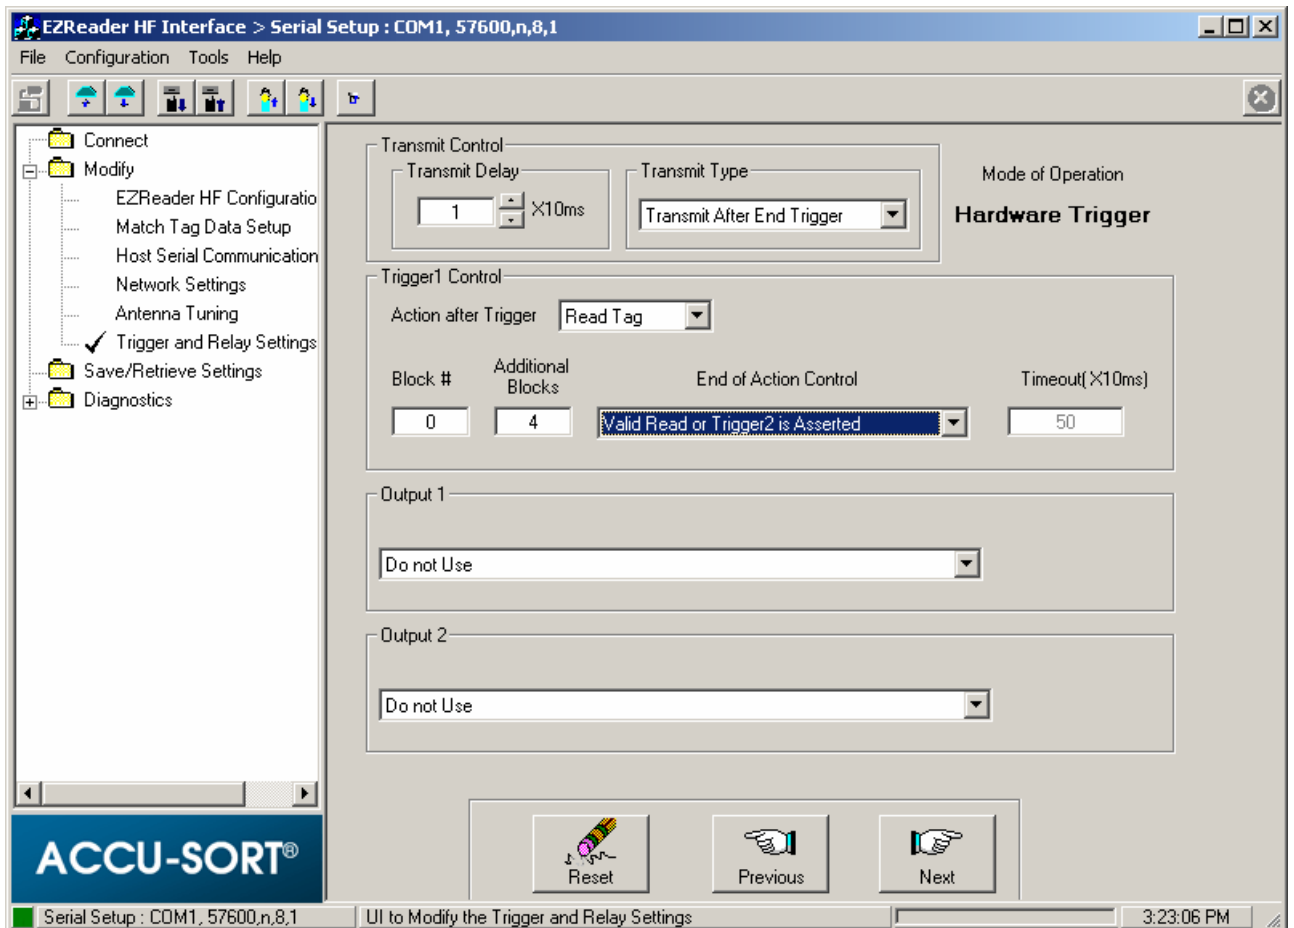 EZReader HF Interface > Serial Setup : COM1, 57600,n,8,1
File Configuration Tools Help
Connect
Modify
EZReader HF Configuratio
Match Tag Data Setup
Host Serial Communication
Network Settings
Antenna Tuning
Trigger and Relay Settings
Save/Retrieve Settings
Diagnostics
ACCU-SORT®
Transmit Control
Transmit Delay
1 X10ms
Transmit Type
Transmit After End Trigger
Mode of Operation
Hardware Trigger
Trigger1 Control
Action after Trigger Read Tag
Block # Additional Blocks End of Action Control Timeout( X10ms)
0 4 Valid Read or Trigger2 is Asserted 50
Output 1
Do not Use
Output 2
Do not Use
Reset Previous Next
Serial Setup : COM1, 57600,n,8,1 UI to Modify the Trigger and Relay Settings 3:23:06 PM